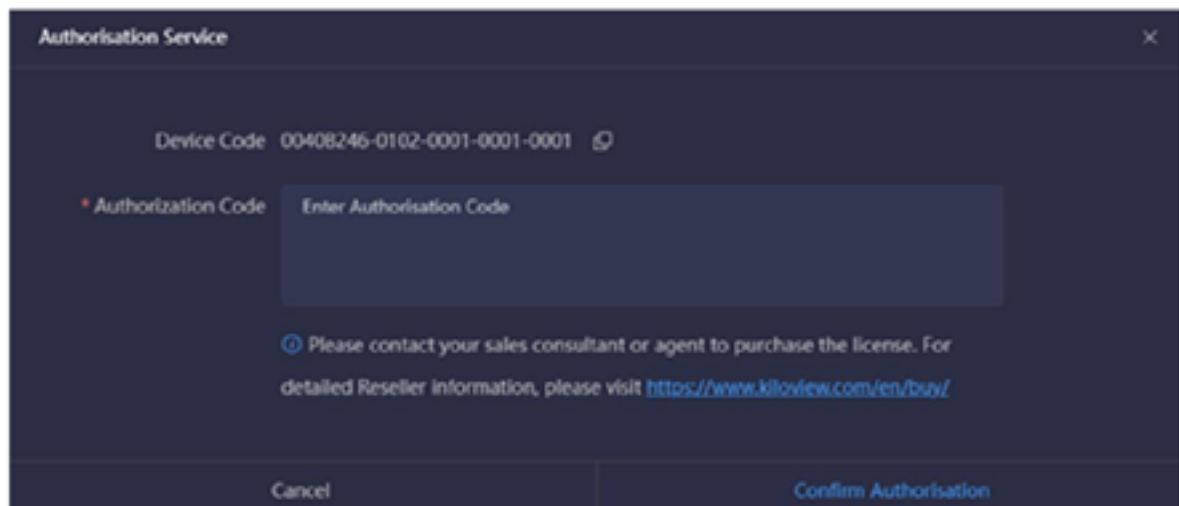 Authorisation Service
Device Code 00408246-0102-0001-0001-0001
* Authorization Code Enter Authorisation Code
Please contact your sales consultant or agent to purchase the license. For
detailed Reseller information, please visit https://www.kiloview.com/en/buy/
Cancel Confirm Authorisation